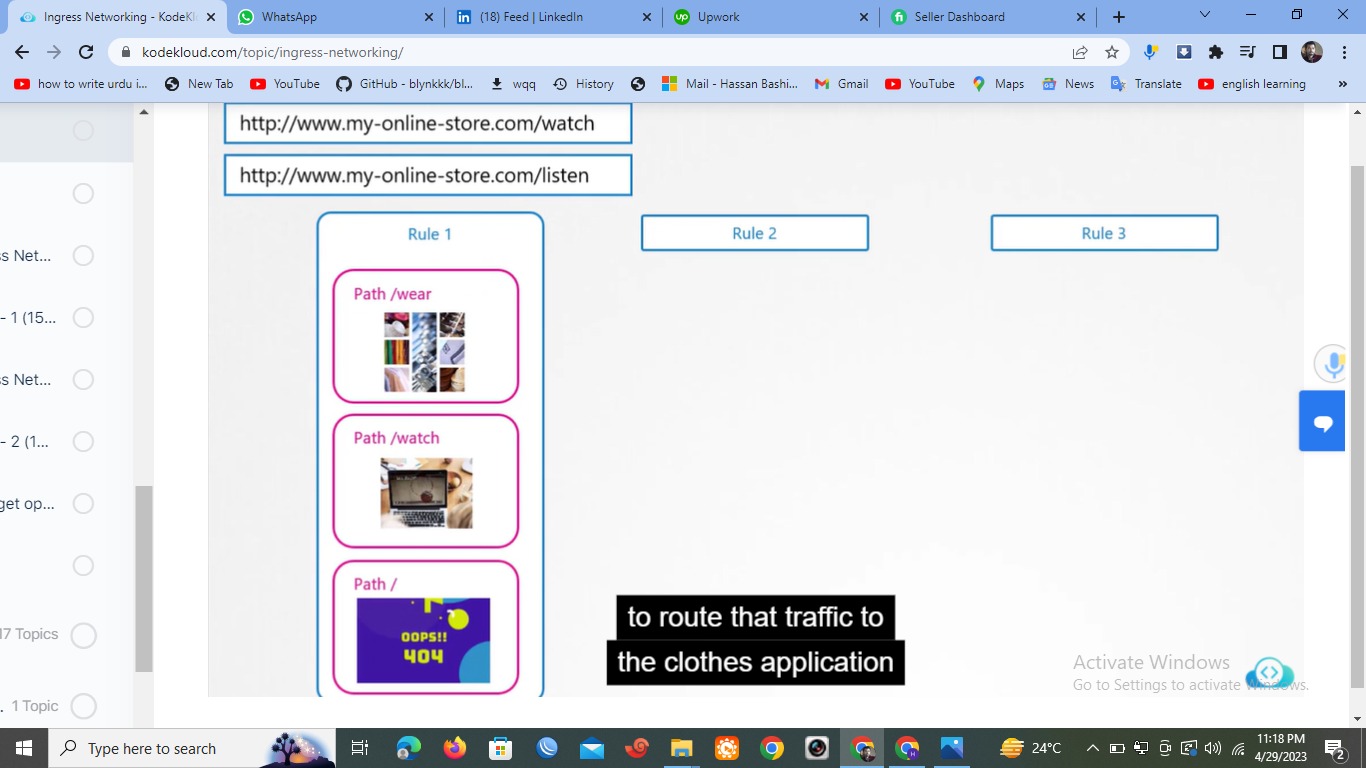 Ingress Networking - KodeKl
WhatsApp
(18) Feed | LinkedIn
Upwork
Seller Dashboard
kodekloud.com/topic/ingress-networking/
how to write urdu i...
New Tab
YouTube
GitHub - blynkkk/bl...
wqq
History
Mail - Hassan Bashi...
Gmail
YouTube
Maps
News
Translate
english learning
http://www.my-online-store.com/watch
http://www.my-online-store.com/listen
Rule 1
Rule 2
Rule 3
s Net...
- 1 (15...
s Net...
- 2 (1...
get op...
17 Topics
. 1 Topic
Path /wear
Path /watch
Path /
OOPS!!
404
to route that traffic to
the clothes application
Activate Windows
Go to Settings to activate Windows.
Type here to search
24°C
11:18 PM
4/29/2023
2